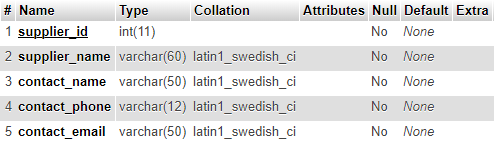 # Name Type Collation Attributes Null Default Extra
1 supplier_id int(11) No None
2 supplier_name varchar(60) latin1_swedish_ci No None
3 contact_name varchar(50) latin1_swedish_ci No None
4 contact_phone varchar(12) latin1_swedish_ci No None
5 contact_email varchar(50) latin1_swedish_ci No None